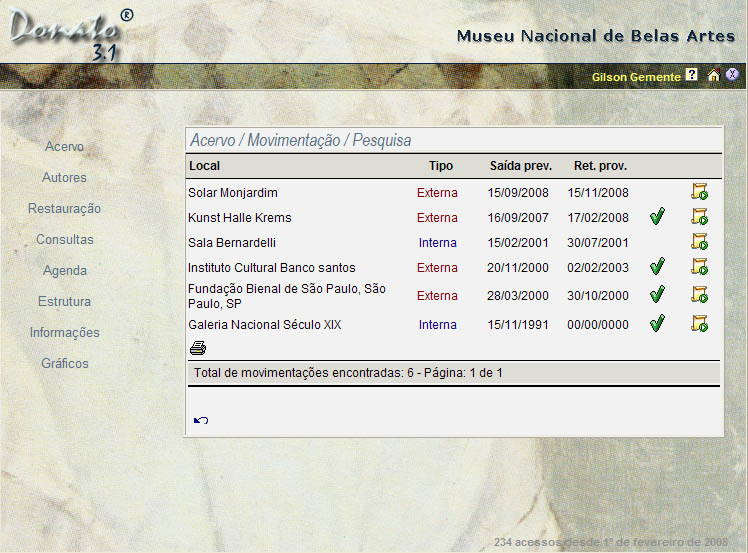 Donato ®
3.1
Museu Nacional de Belas Artes
Gilson Gemente ? X
Acervo
Autores
Restauração
Consultas
Agenda
Estrutura
Informações
Gráficos
Acervo / Movimentação / Pesquisa
Local Tipo Saída prev. Ret. prov.
Solar Monjardim Externa 15/09/2008 15/11/2008
Kunst Halle Krems Externa 16/09/2007 17/02/2008
Sala Bernardelli Interna 15/02/2001 30/07/2001
Instituto Cultural Banco santos Externa 20/11/2000 02/02/2003
Fundação Bienal de São Paulo, São
Paulo, SP Externa 28/03/2000 30/10/2000
Galeria Nacional Século XIX Interna 15/11/1991 00/00/0000
Total de movimentações encontradas: 6 - Página: 1 de 1
234 acessos desde 1º de fevereiro de 2008